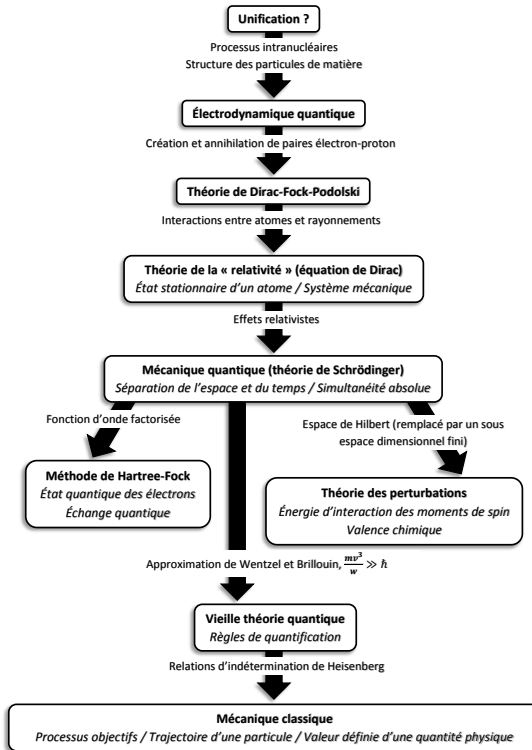 Unification ?
Processus intranucléaires
Structure des particules de matière
Électrodynamique quantique
Création et annihilation de paires électron-proton
Théorie de Dirac-Fock-Podolski
Interactions entre atomes et rayonnements
Théorie de la « relativité » (équation de Dirac)
État stationnaire d'un atome / Système mécanique
Effets relativistes
Mécanique quantique (théorie de Schrödinger)
Séparation de l'espace et du temps / Simultanéité absolue
Fonction d'onde factorisée
Espace de Hilbert (remplacé par un sous
espace dimensionnel fini)
Méthode de Hartree-Fock
État quantique des électrons
Échange quantique
Théorie des perturbations
Énergie d'interaction des moments de spin
Valence chimique
Approximation de Wentzel et Brillouin, mv³/w ≫ ℏ
Vieille théorie quantique
Règles de quantification
Relations d'indétermination de Heisenberg
Mécanique classique
Processus objectifs / Trajectoire d'une particule / Valeur définie d'une quantité physique